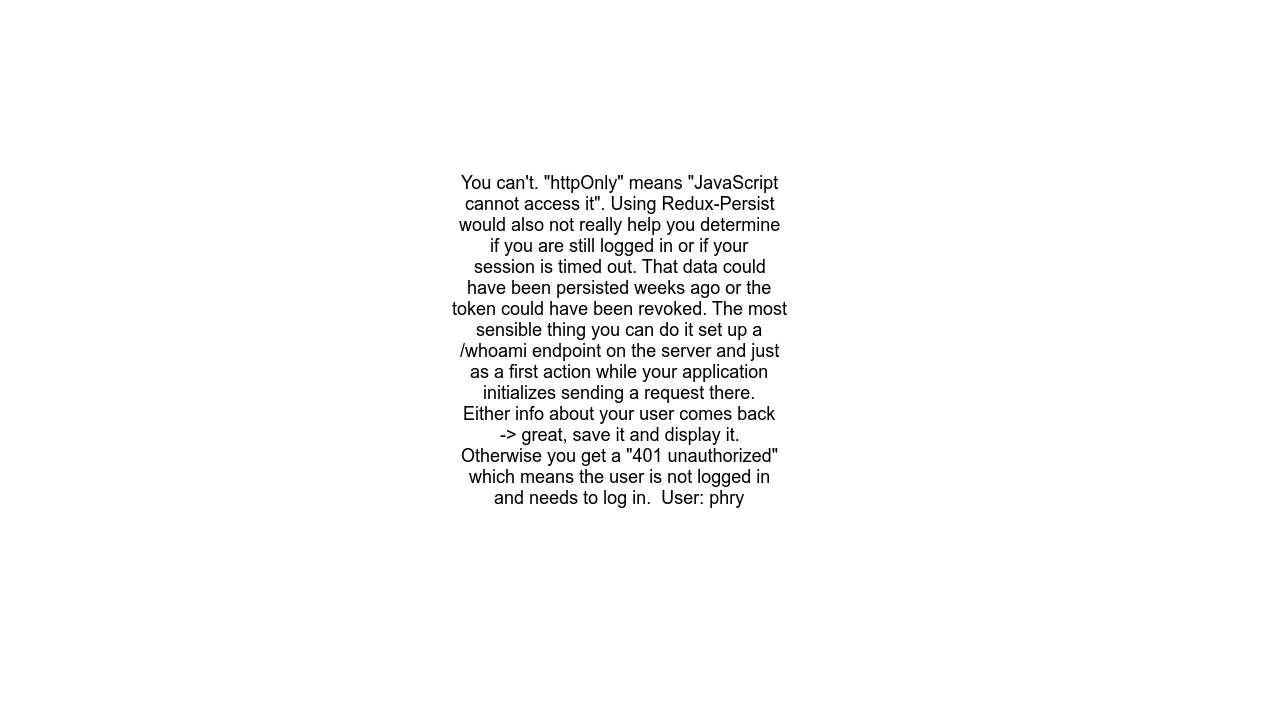 You can't. "httpOnly" means "JavaScript
cannot access it". Using Redux-Persist
would also not really help you determine
if you are still logged in or if your
session is timed out. That data could
have been persisted weeks ago or the
token could have been revoked. The most
sensible thing you can do it set up a
/whoami endpoint on the server and just
as a first action while your application
initializes sending a request there.
Either info about your user comes back
-> great, save it and display it.
Otherwise you get a "401 unauthorized"
which means the user is not logged in
and needs to log in.  User: phry